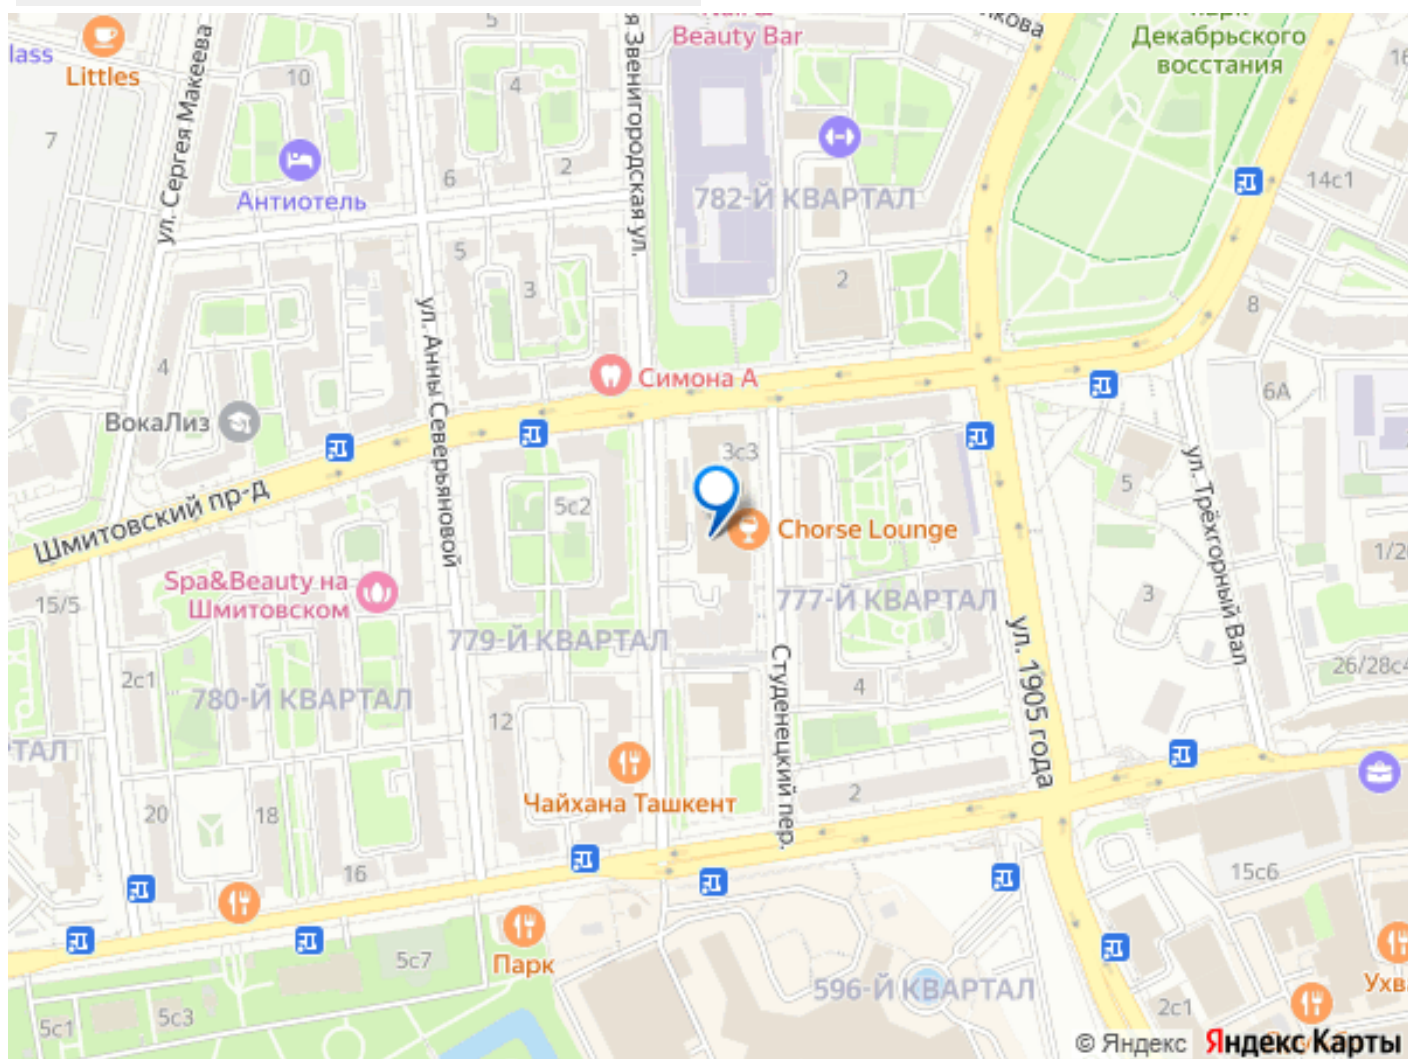 lass
Littles
ул. Сергея Макеева
10
7
Антиотель
5
4
6
2
Beauty Bar
782-Й КВАРТАЛ
Декабрьского
восстания
16
14с1
5
3
4
2
8
6А
Симона А
ВокаЛиз
ул. Анны Северьяновой
Шмитовский пр-д
3с3
5с2
Chorse Lounge
5
ул. Трёхгорный Вал
1/2
15/5
Spa&Beauty на
Шмитовском
779-Й КВАРТАЛ
777-Й КВАРТАЛ
3
2с1
780-Й КВАРТАЛ
12
Студенецкий пер.
4
ул. 1905 года
26/28с4
Чайхана Ташкент
2
20
18
16
15с6
5с7
Парк
596-Й КВАРТАЛ
5с1
5с3
2с1
© Яндекс
Яндекс Карты